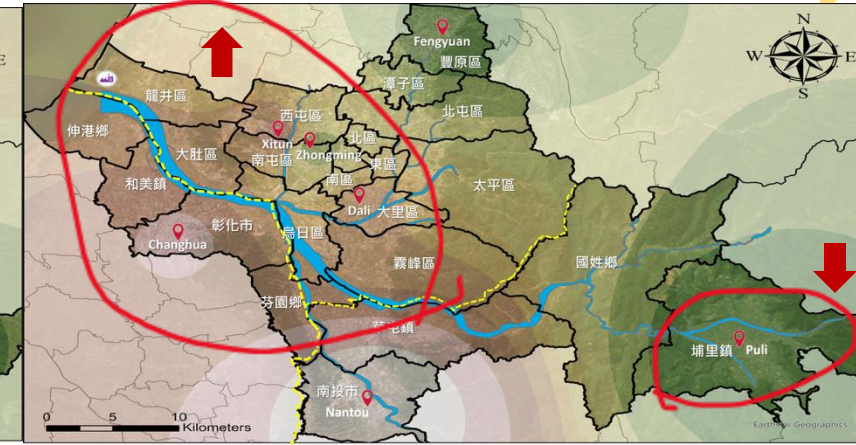 N
W E
S
E
Fengyuan
豐原區
潭子區
龍井區
西屯區
北屯區
伸港鄉
大肚區
Xitun
北區
Zhongming
南屯區
東區
和美鎮
南區
太平區
Dali
大里區
彰化市
烏日區
Changhua
霧峰區
國姓鄉
芬園鄉
草屯鎮
埔里鎮 Puli
南投市
Nantou
0 5 10
Kilometers
Earthstar Geographics